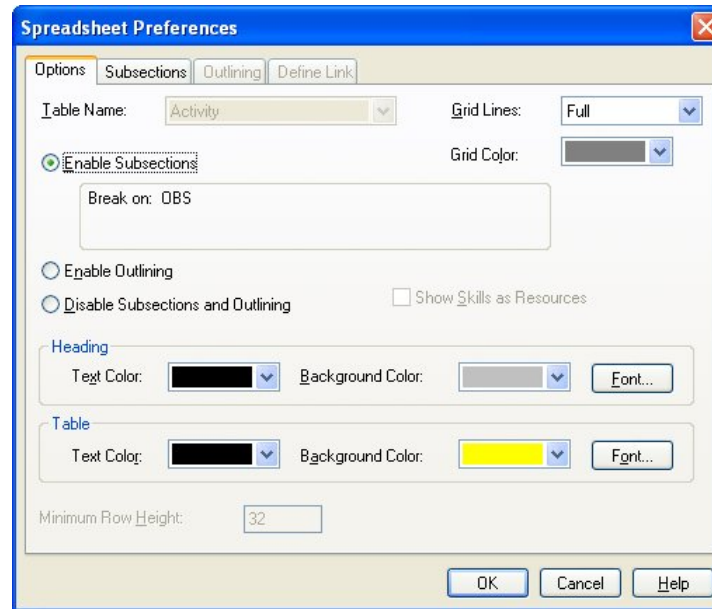 Spreadsheet Preferences
Options Subsections Outlining Define Link
Table Name: Activity Grid Lines: Full
Enable Subsections Grid Color:
Break on: OBS
Enable Outlining
Disable Subsections and Outlining Show Skills as Resources
Heading
Text Color: Background Color: Font...
Table
Text Color: Background Color: Font...
Minimum Row Height: 32
OK Cancel Help